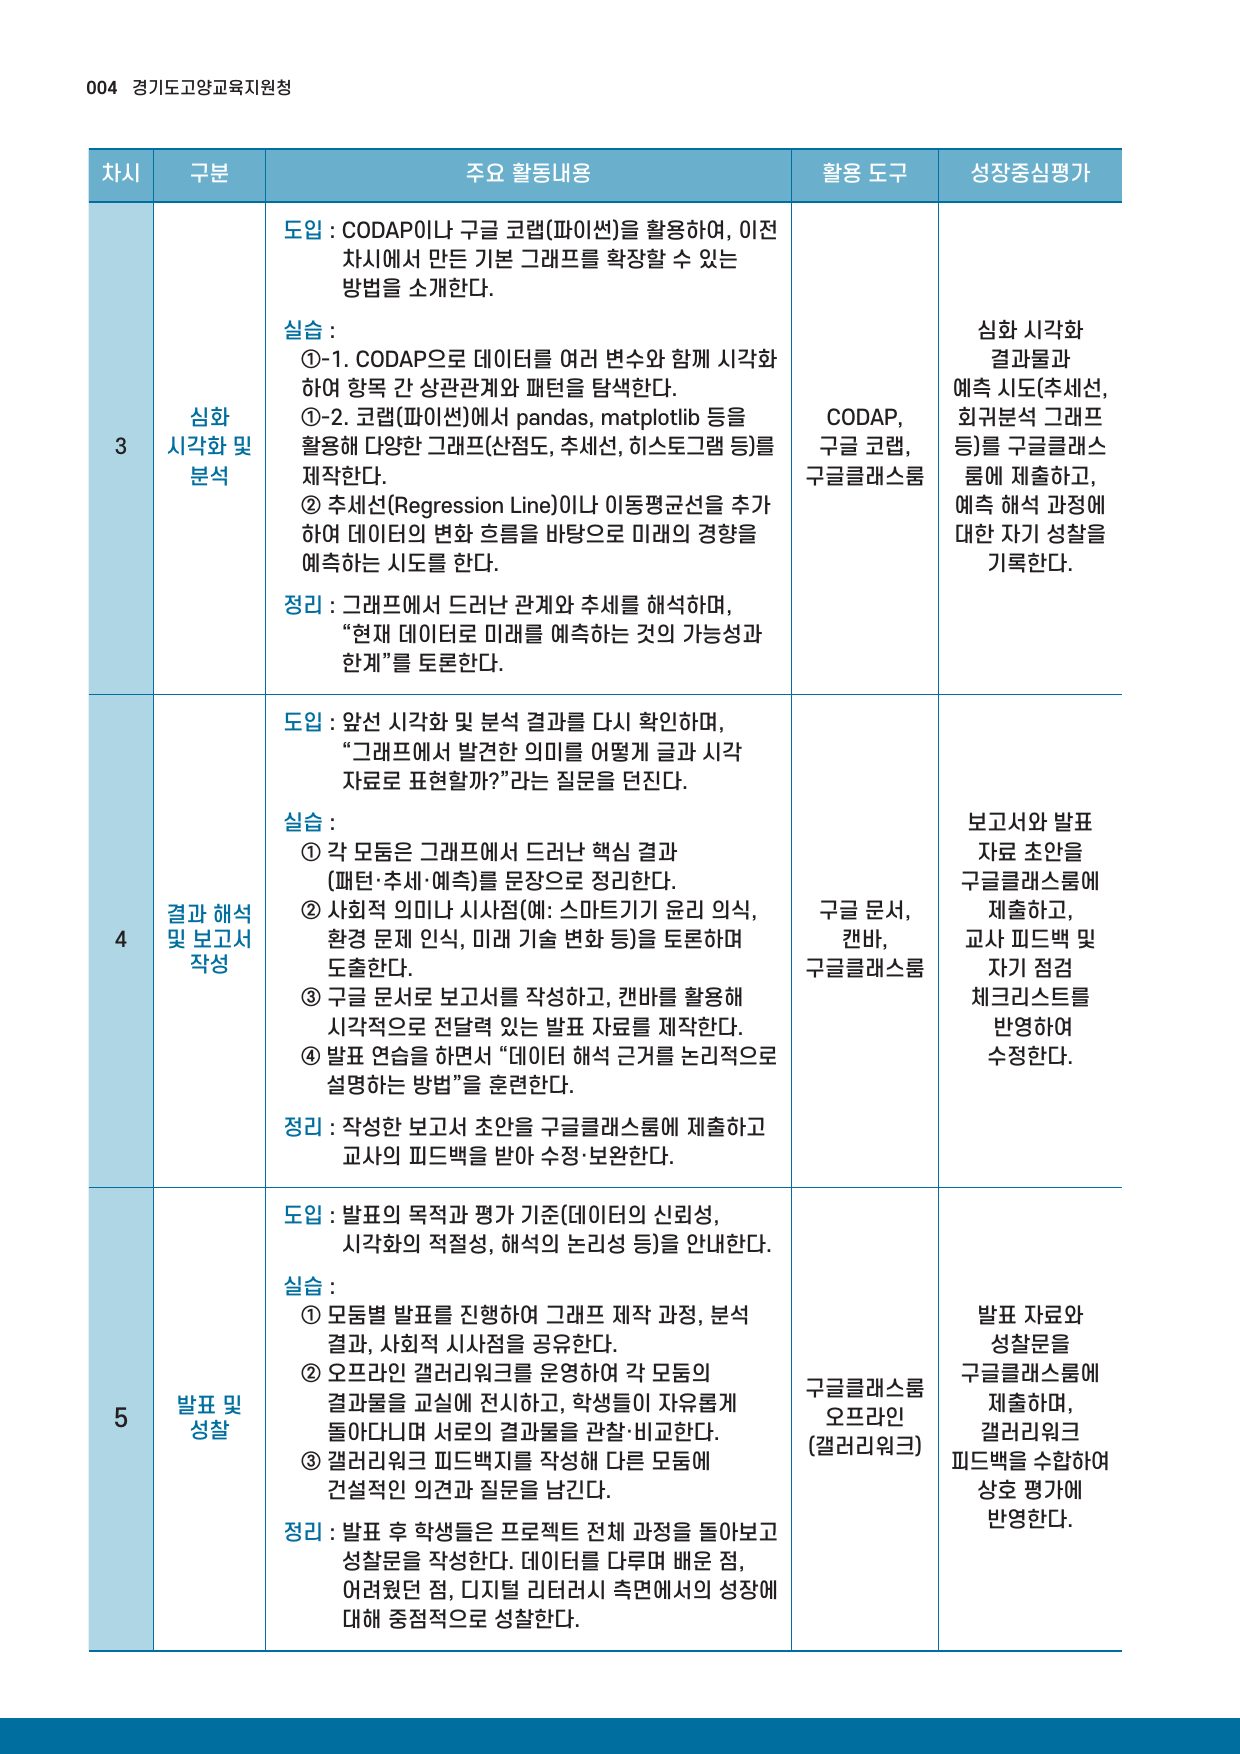 004 경기도고양교육지원청
차시 구분 주요 활동내용 활용 도구 성장중심평가
3
심화
시각화 및
분석
도입 : CODAP이나 구글 코랩(파이썬)을 활용하여, 이전
차시에서 만든 기본 그래프를 확장할 수 있는
방법을 소개한다.
실습 :
①-1. CODAP으로 데이터를 여러 변수와 함께 시각화
하여 항목 간 상관관계와 패턴을 탐색한다.
①-2. 코랩(파이썬)에서 pandas, matplotlib 등을
활용해 다양한 그래프(산점도, 추세선, 히스토그램 등)를
제작한다.
② 추세선(Regression Line)이나 이동평균선을 추가
하여 데이터의 변화 흐름을 바탕으로 미래의 경향을
예측하는 시도를 한다.
정리 : 그래프에서 드러난 관계와 추세를 해석하며,
“현재 데이터로 미래를 예측하는 것의 가능성과
한계”를 토론한다.
CODAP,
구글 코랩,
구글클래스룸
심화 시각화
결과물과
예측 시도(추세선,
회귀분석 그래프
등)를 구글클래스
룸에 제출하고,
예측 해석 과정에
대한 자기 성찰을
기록한다.
4
결과 해석
및 보고서
작성
도입 : 앞선 시각화 및 분석 결과를 다시 확인하며,
“그래프에서 발견한 의미를 어떻게 글과 시각
자료로 표현할까?”라는 질문을 던진다.
실습 :
① 각 모둠은 그래프에서 드러난 핵심 결과
(패턴·추세·예측)를 문장으로 정리한다.
② 사회적 의미나 시사점(예: 스마트기기 윤리 의식,
환경 문제 인식, 미래 기술 변화 등)을 토론하며
도출한다.
③ 구글 문서로 보고서를 작성하고, 캔바를 활용해
시각적으로 전달력 있는 발표 자료를 제작한다.
④ 발표 연습을 하면서 “데이터 해석 근거를 논리적으로
설명하는 방법”을 훈련한다.
정리 : 작성한 보고서 초안을 구글클래스룸에 제출하고
교사의 피드백을 받아 수정·보완한다.
구글 문서,
캔바,
구글클래스룸
보고서와 발표
자료 초안을
구글클래스룸에
제출하고,
교사 피드백 및
자기 점검
체크리스트를
반영하여
수정한다.
5
발표 및
성찰
도입 : 발표의 목적과 평가 기준(데이터의 신뢰성,
시각화의 적절성, 해석의 논리성 등)을 안내한다.
실습 :
① 모둠별 발표를 진행하여 그래프 제작 과정, 분석
결과, 사회적 시사점을 공유한다.
② 오프라인 갤러리워크를 운영하여 각 모둠의
결과물을 교실에 전시하고, 학생들이 자유롭게
돌아다니며 서로의 결과물을 관찰·비교한다.
③ 갤러리워크 피드백지를 작성해 다른 모둠에
건설적인 의견과 질문을 남긴다.
정리 : 발표 후 학생들은 프로젝트 전체 과정을 돌아보고
성찰문을 작성한다. 데이터를 다루며 배운 점,
어려웠던 점, 디지털 리터러시 측면에서의 성장에
대해 중점적으로 성찰한다.
구글클래스룸
오프라인
(갤러리워크)
발표 자료와
성찰문을
구글클래스룸에
제출하며,
갤러리워크
피드백을 수합하여
상호 평가에
반영한다.